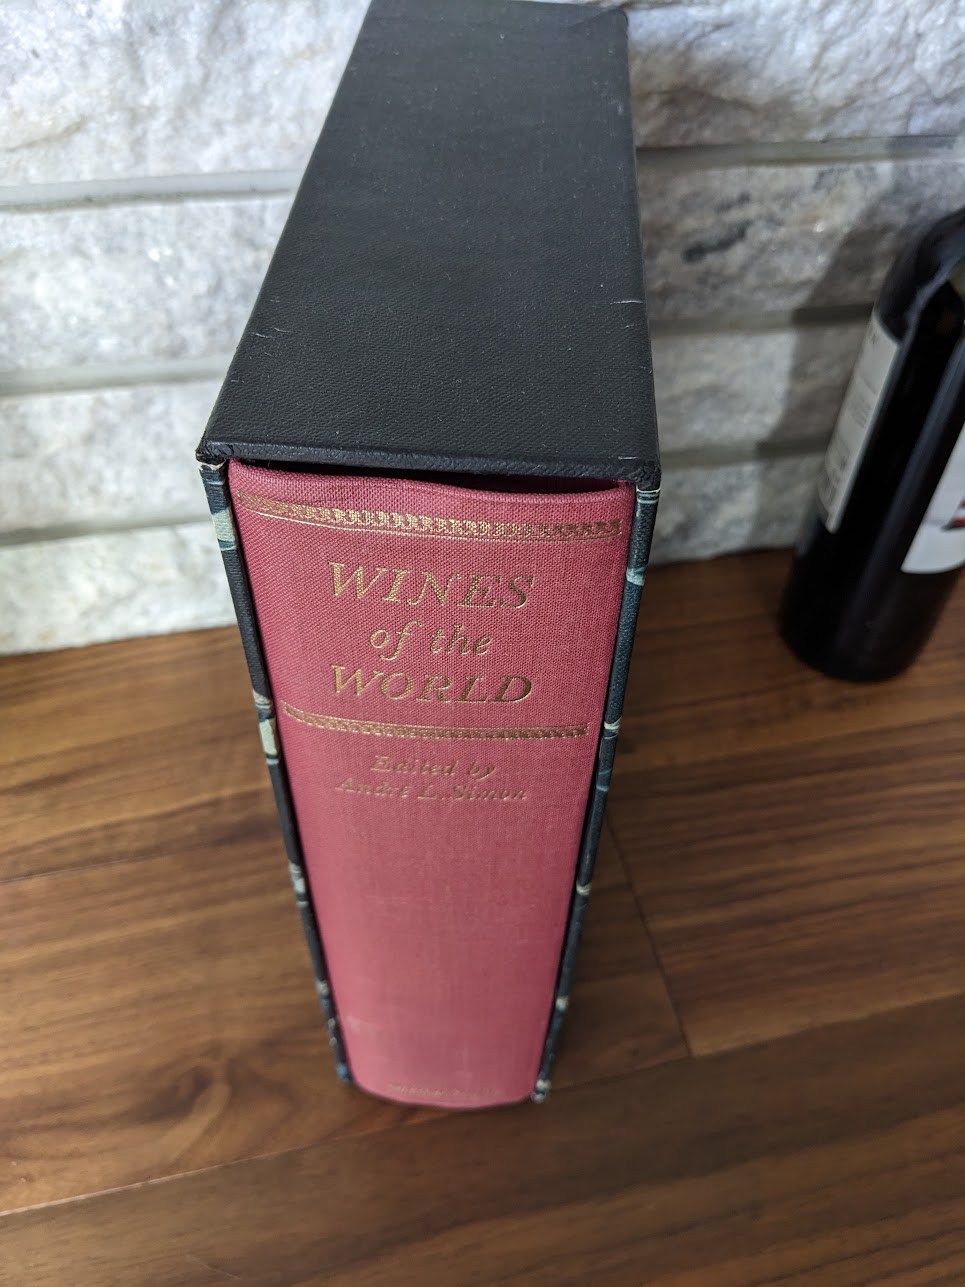 WINES
of the
WORLD
Edited by
André L. Simon